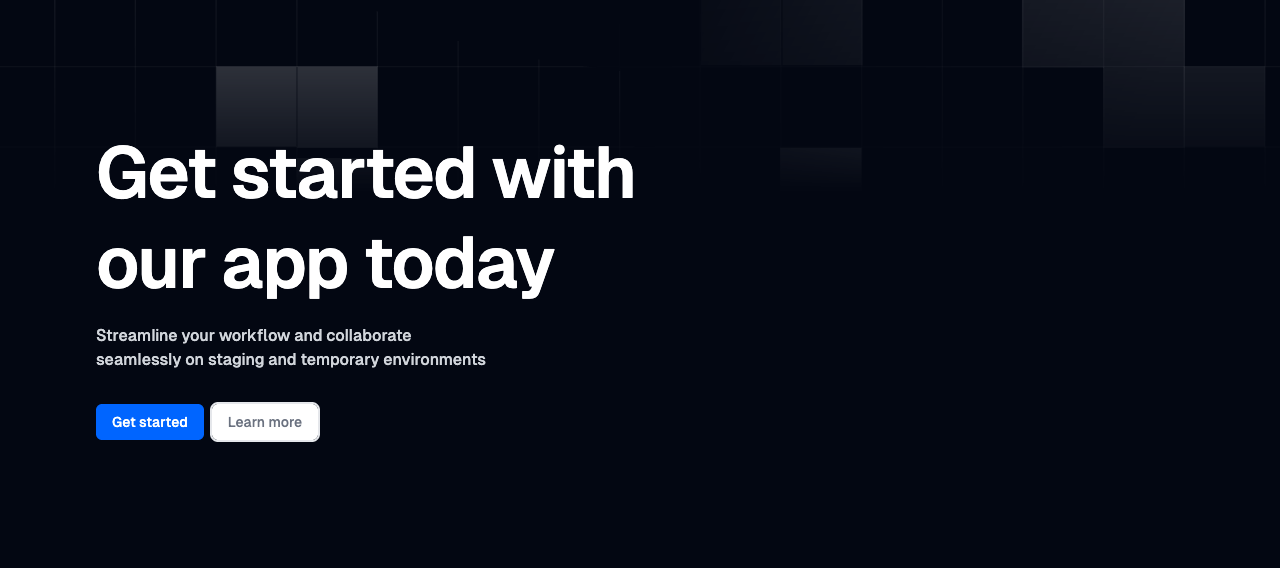 Get started with
our app today
Streamline your workflow and collaborate
seamlessly on staging and temporary environments
Get started
Learn more